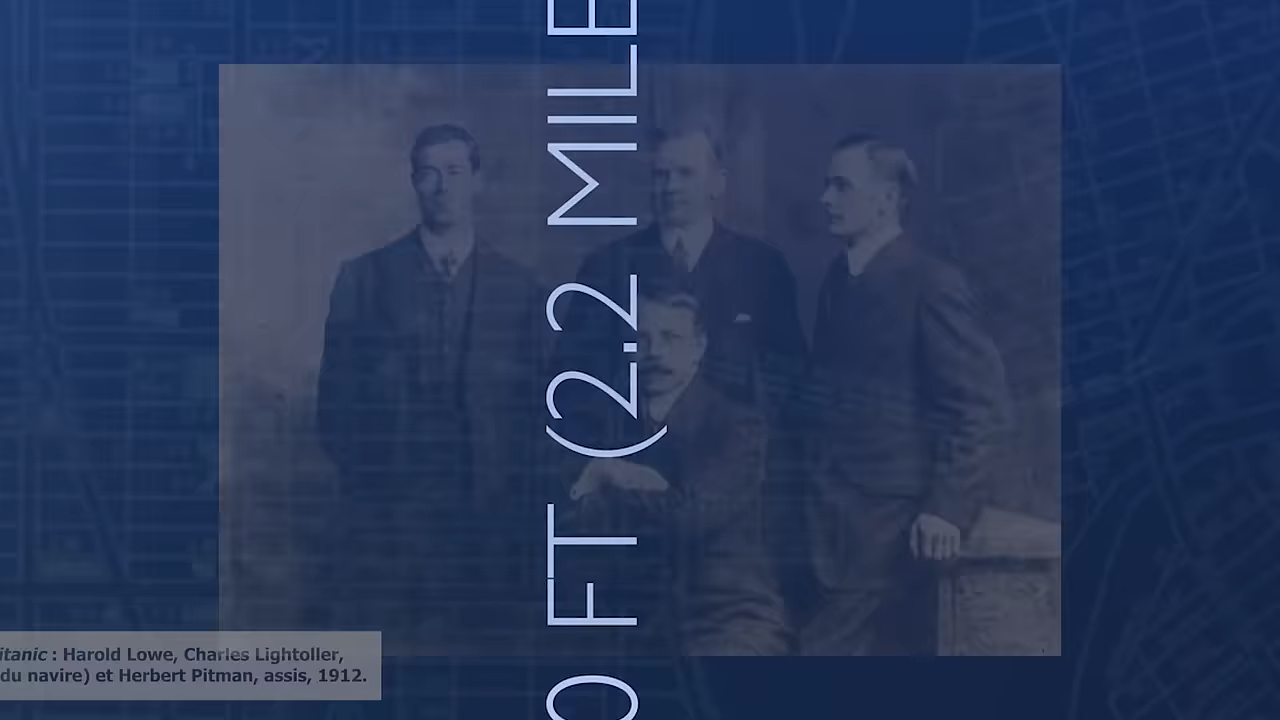 0 FT (2.2 MILE
itanic : Harold Lowe, Charles Lightoller,
du navire) et Herbert Pitman, assis, 1912.